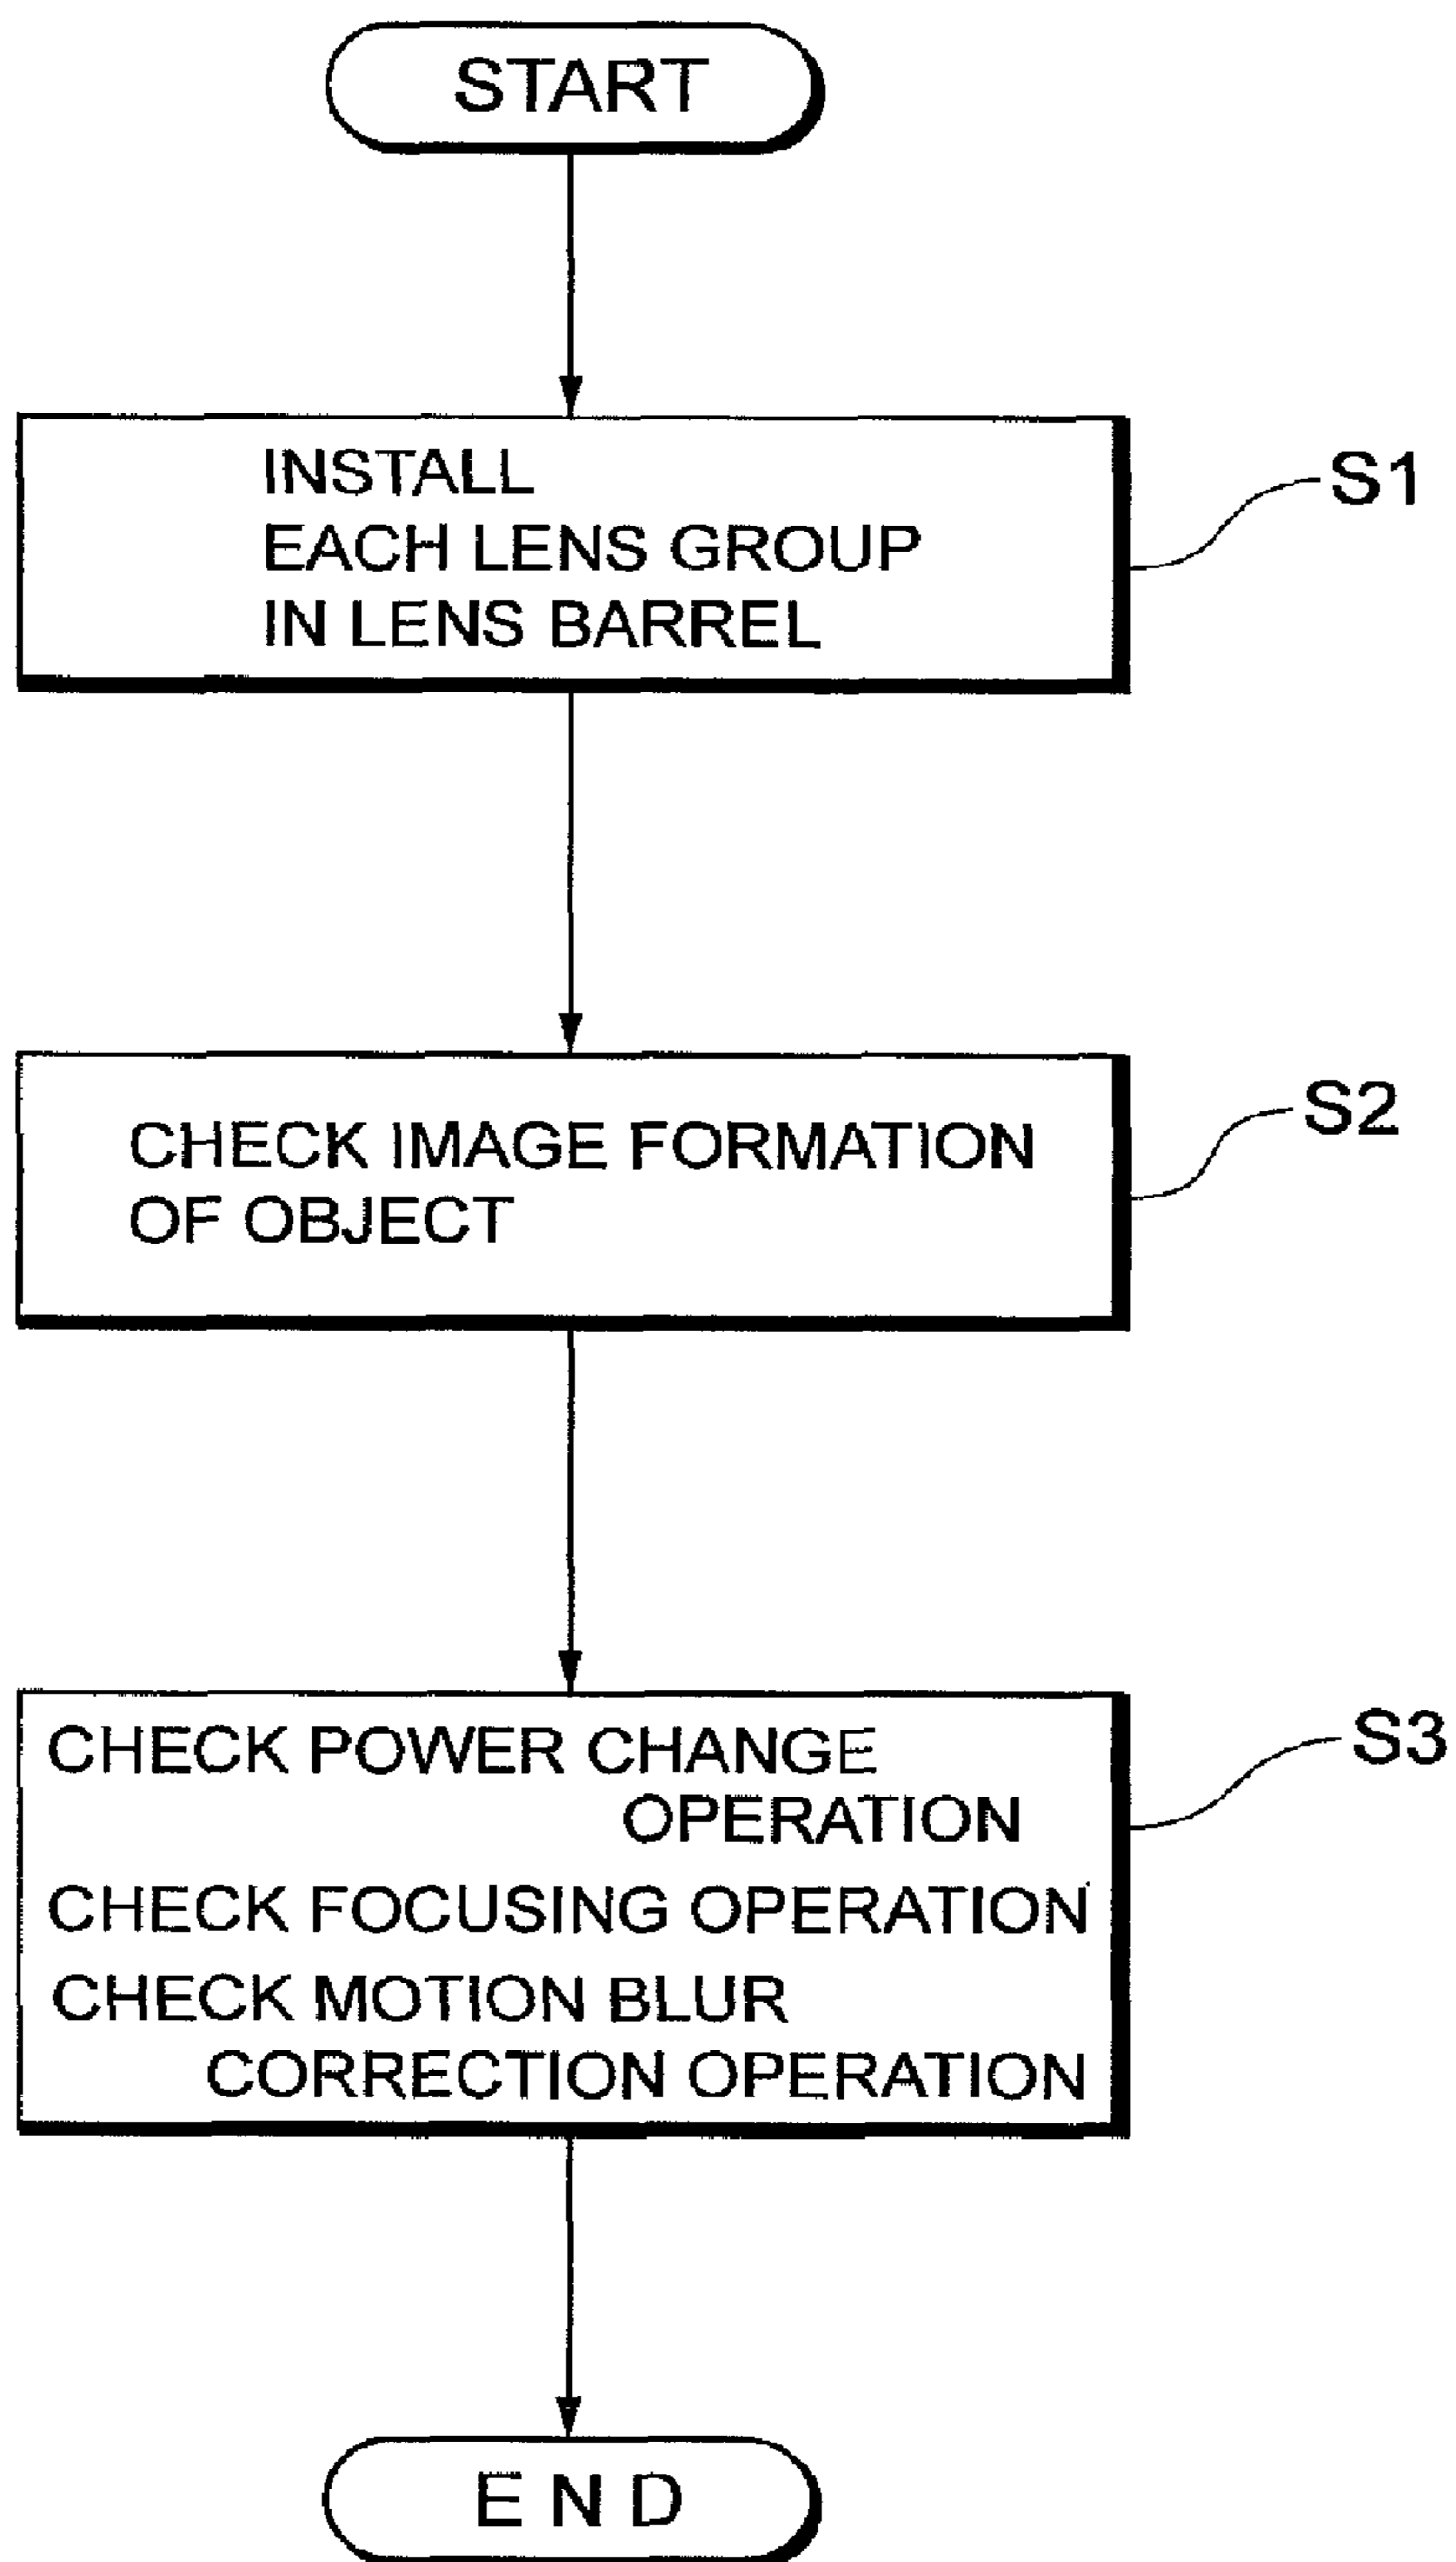 START
INSTALL
EACH LENS GROUP
IN LENS BARREL
S1
CHECK IMAGE FORMATION
OF OBJECT
S2
CHECK POWER CHANGE
OPERATION
CHECK FOCUSING OPERATION
CHECK MOTION BLUR
CORRECTION OPERATION
S3
END